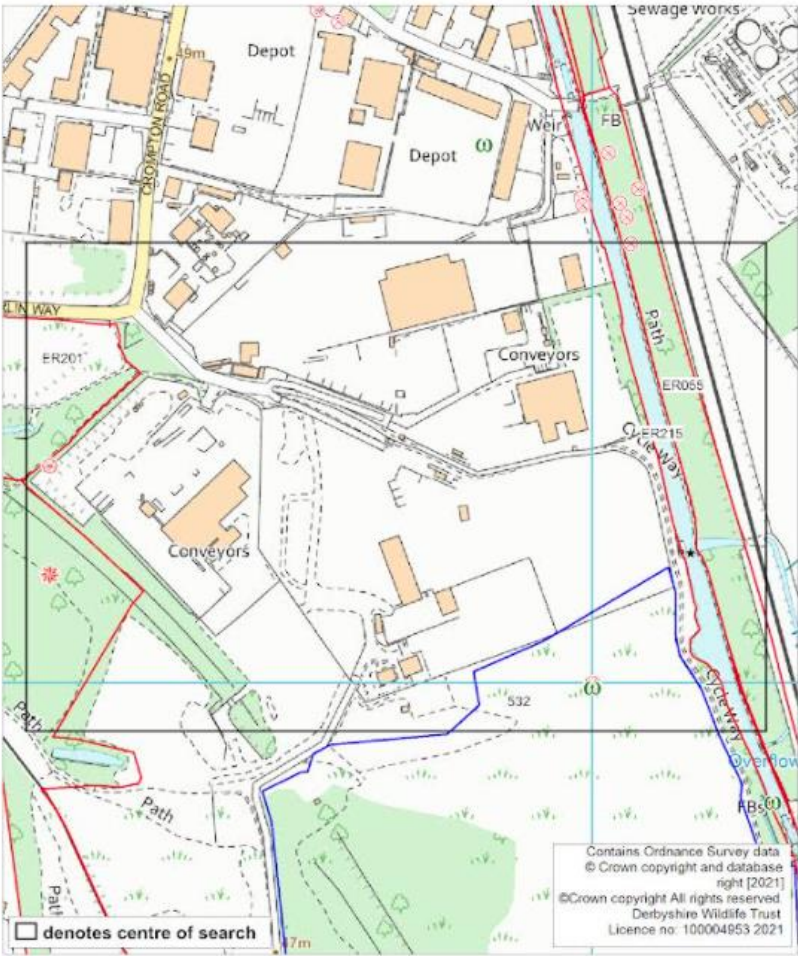 Sewage Works
49m
Depot
CROMPTON ROAD
Depot
Weir
FB
RLIN WAY
Path
ER201
Conveyors
ER055
Cycle Way
ER215
Conveyors
532
Path
Cycle Way
Overflow
Path
FBs
Path
Contains Ordnance Survey data
© Crown copyright and database
right [2021]
©Crown copyright All rights reserved.
Derbyshire Wildlife Trust
Licence no: 100004953 2021
denotes centre of search
47m